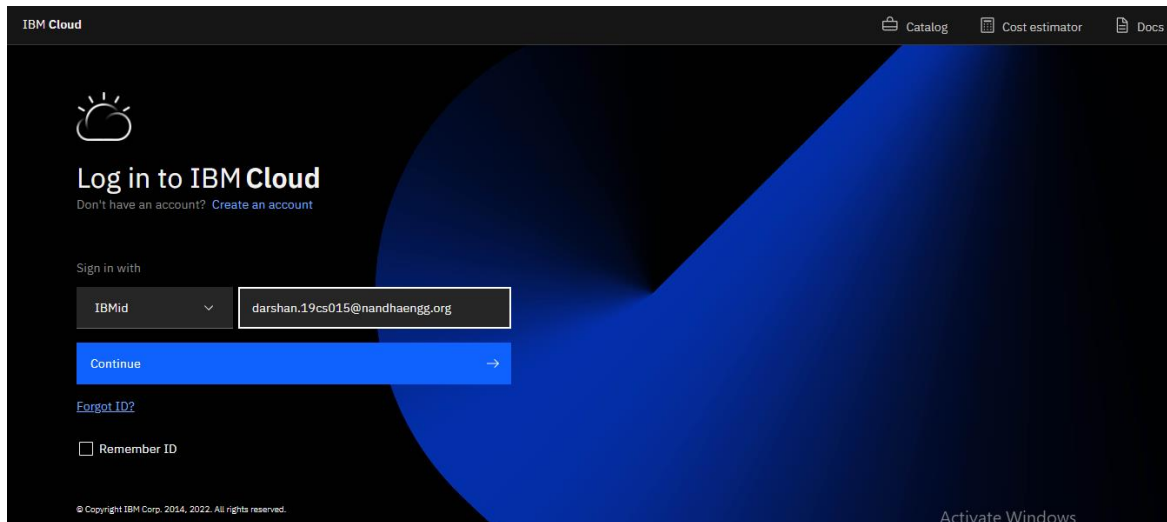 IBM Cloud
Catalog
Cost estimator
Docs
Log in to IBM Cloud
Don't have an account? Create an account
Sign in with
IBMid
darshan.19cs015@nandhaengg.org
Continue
Forgot ID?
Remember ID
© Copyright IBM Corp. 2014, 2022. All rights reserved.
Activate Windows